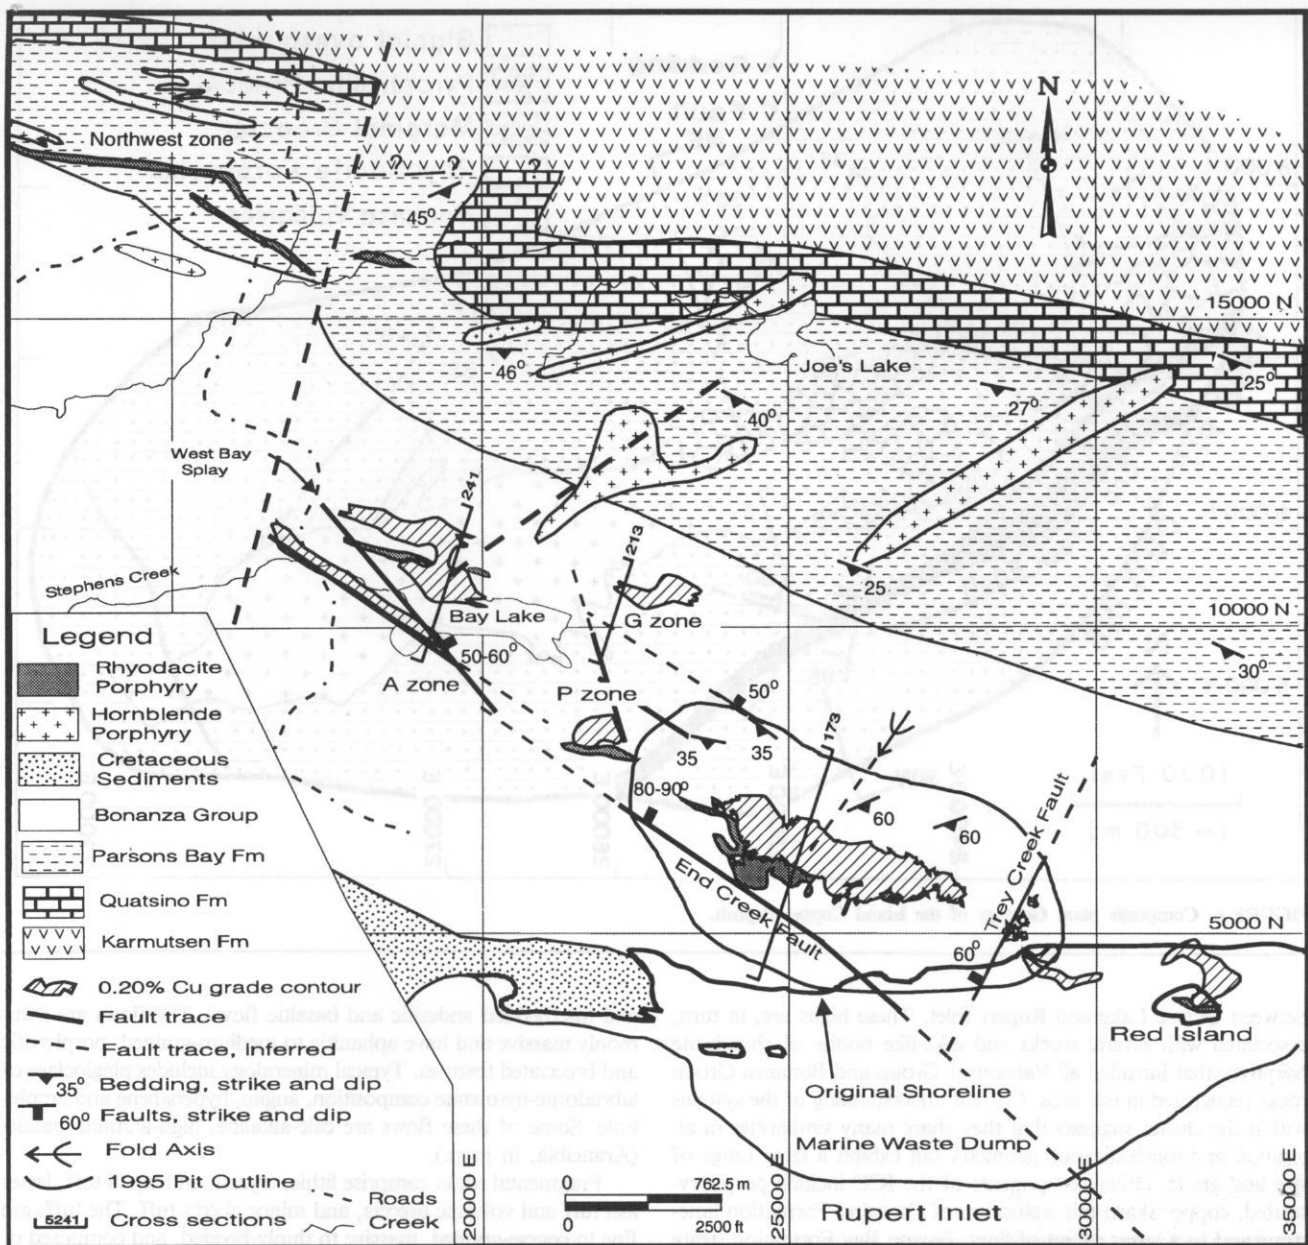 N
Northwest zone
? ? ?
45°
15000 N
46°
Joe's Lake
27°
25°
40°
West Bay
Splay
241
213
25
Stephens Creek
Bay Lake
G zone
10000 N
50-60°
A zone
P zone
30°
50°
35
35
173
80-90°
60
60
End Creek Fault
Trey Creek Fault
60°
5000 N
Red Island
Original Shoreline
Marine Waste Dump
Rupert Inlet
Legend
Rhyodacite
Porphyry
Hornblende
Porphyry
Cretaceous
Sediments
Bonanza Group
Parsons Bay Fm
Quatsino Fm
Karmutsen Fm
0.20% Cu grade contour
Fault trace
Fault trace, Inferred
35° Bedding, strike and dip
60° Faults, strike and dip
Fold Axis
1995 Pit Outline
Roads
5241 Cross sections
Creek
20000 E
25000 E
30000 E
0 762.5 m
0 2500 ft